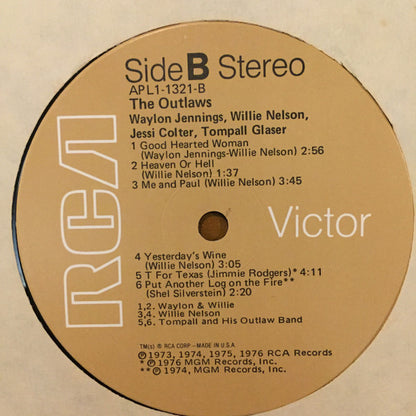 Side B Stereo
APL1-1321-B
The Outlaws
Waylon Jennings, Willie Nelson,
Jessi Colter, Tompall Glaser
1 Good Hearted Woman
(Waylon Jennings-Willie Nelson) 2:56
2 Heaven Or Hell
(Willie Nelson) 1:37
3 Me and Paul (Willie Nelson) 3:45
RCA Victor
4 Yesterday's Wine
(Willie Nelson) 3:05
5 T For Texas (Jimmie Rodgers)* 4:11
6 Put Another Log on the Fire**
(Shel Silverstein) 2:20
1,2. Waylon & Willie
3,4. Willie Nelson
5,6. Tompall and His Outlaw Band
TM(s) ® RCA CORP.-MADE IN U.S.A.
℗ 1973, 1974, 1975, 1976 RCA Records
* ℗ 1976 MGM Records, Inc.
** ℗ 1974, MGM Records, Inc.